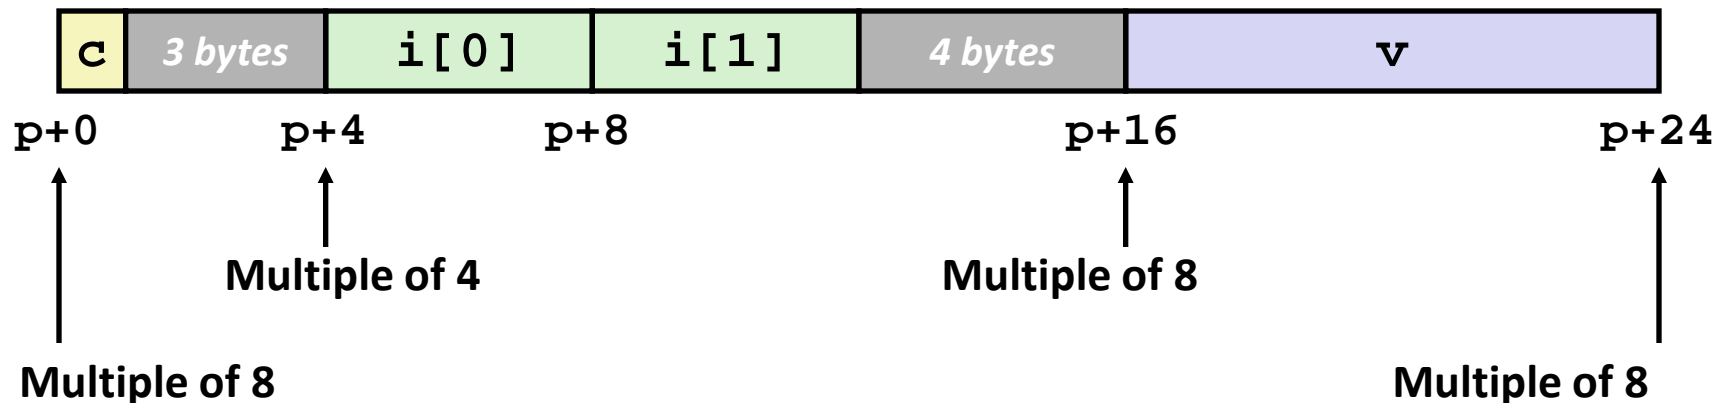 c 3 bytes i[0] i[1] 4 bytes v
p+0 p+4 p+8 p+16 p+24
Multiple of 4 Multiple of 8
Multiple of 8 Multiple of 8